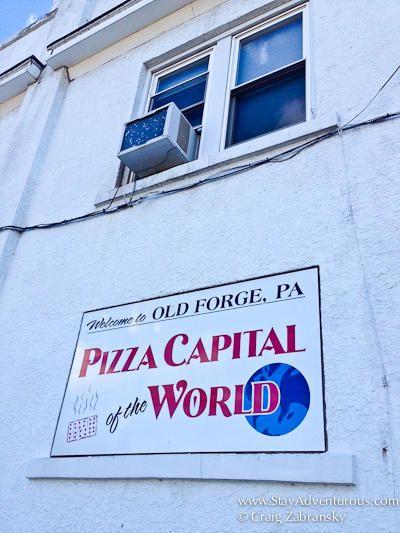 Welcome to OLD FORGE, PA
PIZZA CAPITAL
of the WORLD
www.StayAdventurous.com
© Craig Zabransky